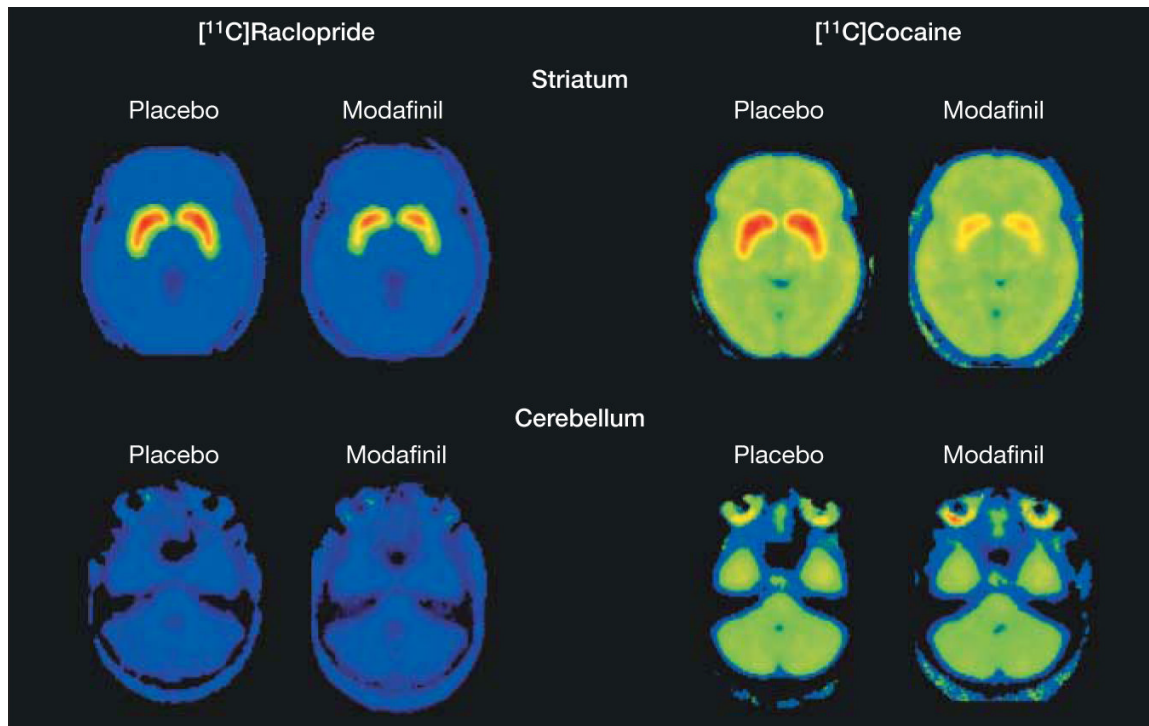 [¹¹C]Raclopride [¹¹C]Cocaine
Striatum
Placebo Modafinil Placebo Modafinil
Cerebellum
Placebo Modafinil Placebo Modafinil